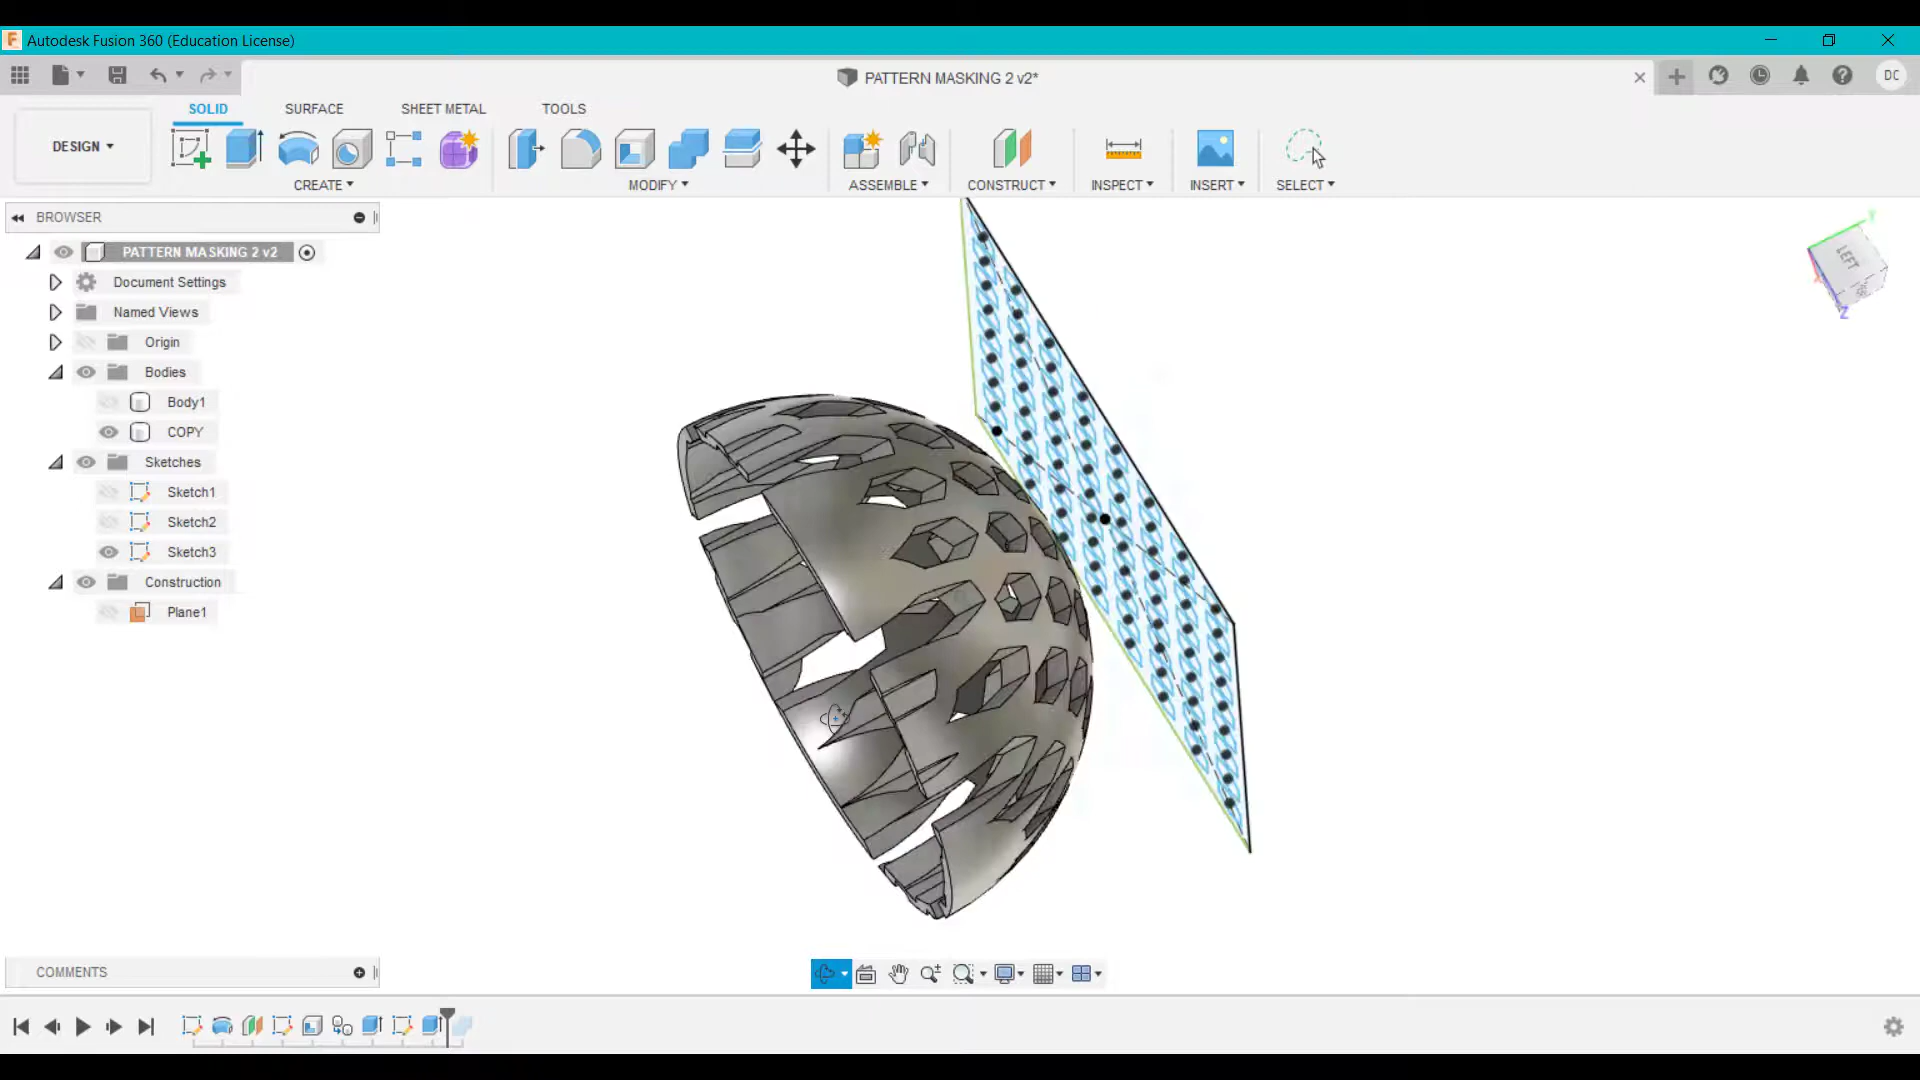 Autodesk Fusion 360 (Education License)
PATTERN MASKING 2 v2*
DC
DESIGN
SOLID
SURFACE
SHEET METAL
TOOLS
CREATE
MODIFY
ASSEMBLE
CONSTRUCT
INSPECT
INSERT
SELECT
BROWSER
PATTERN MASKING 2 v2
Document Settings
Named Views
Origin
Bodies
Body1
COPY
Sketches
Sketch1
Sketch2
Sketch3
Construction
Plane1
Y
LEFT
Z
COMMENTS